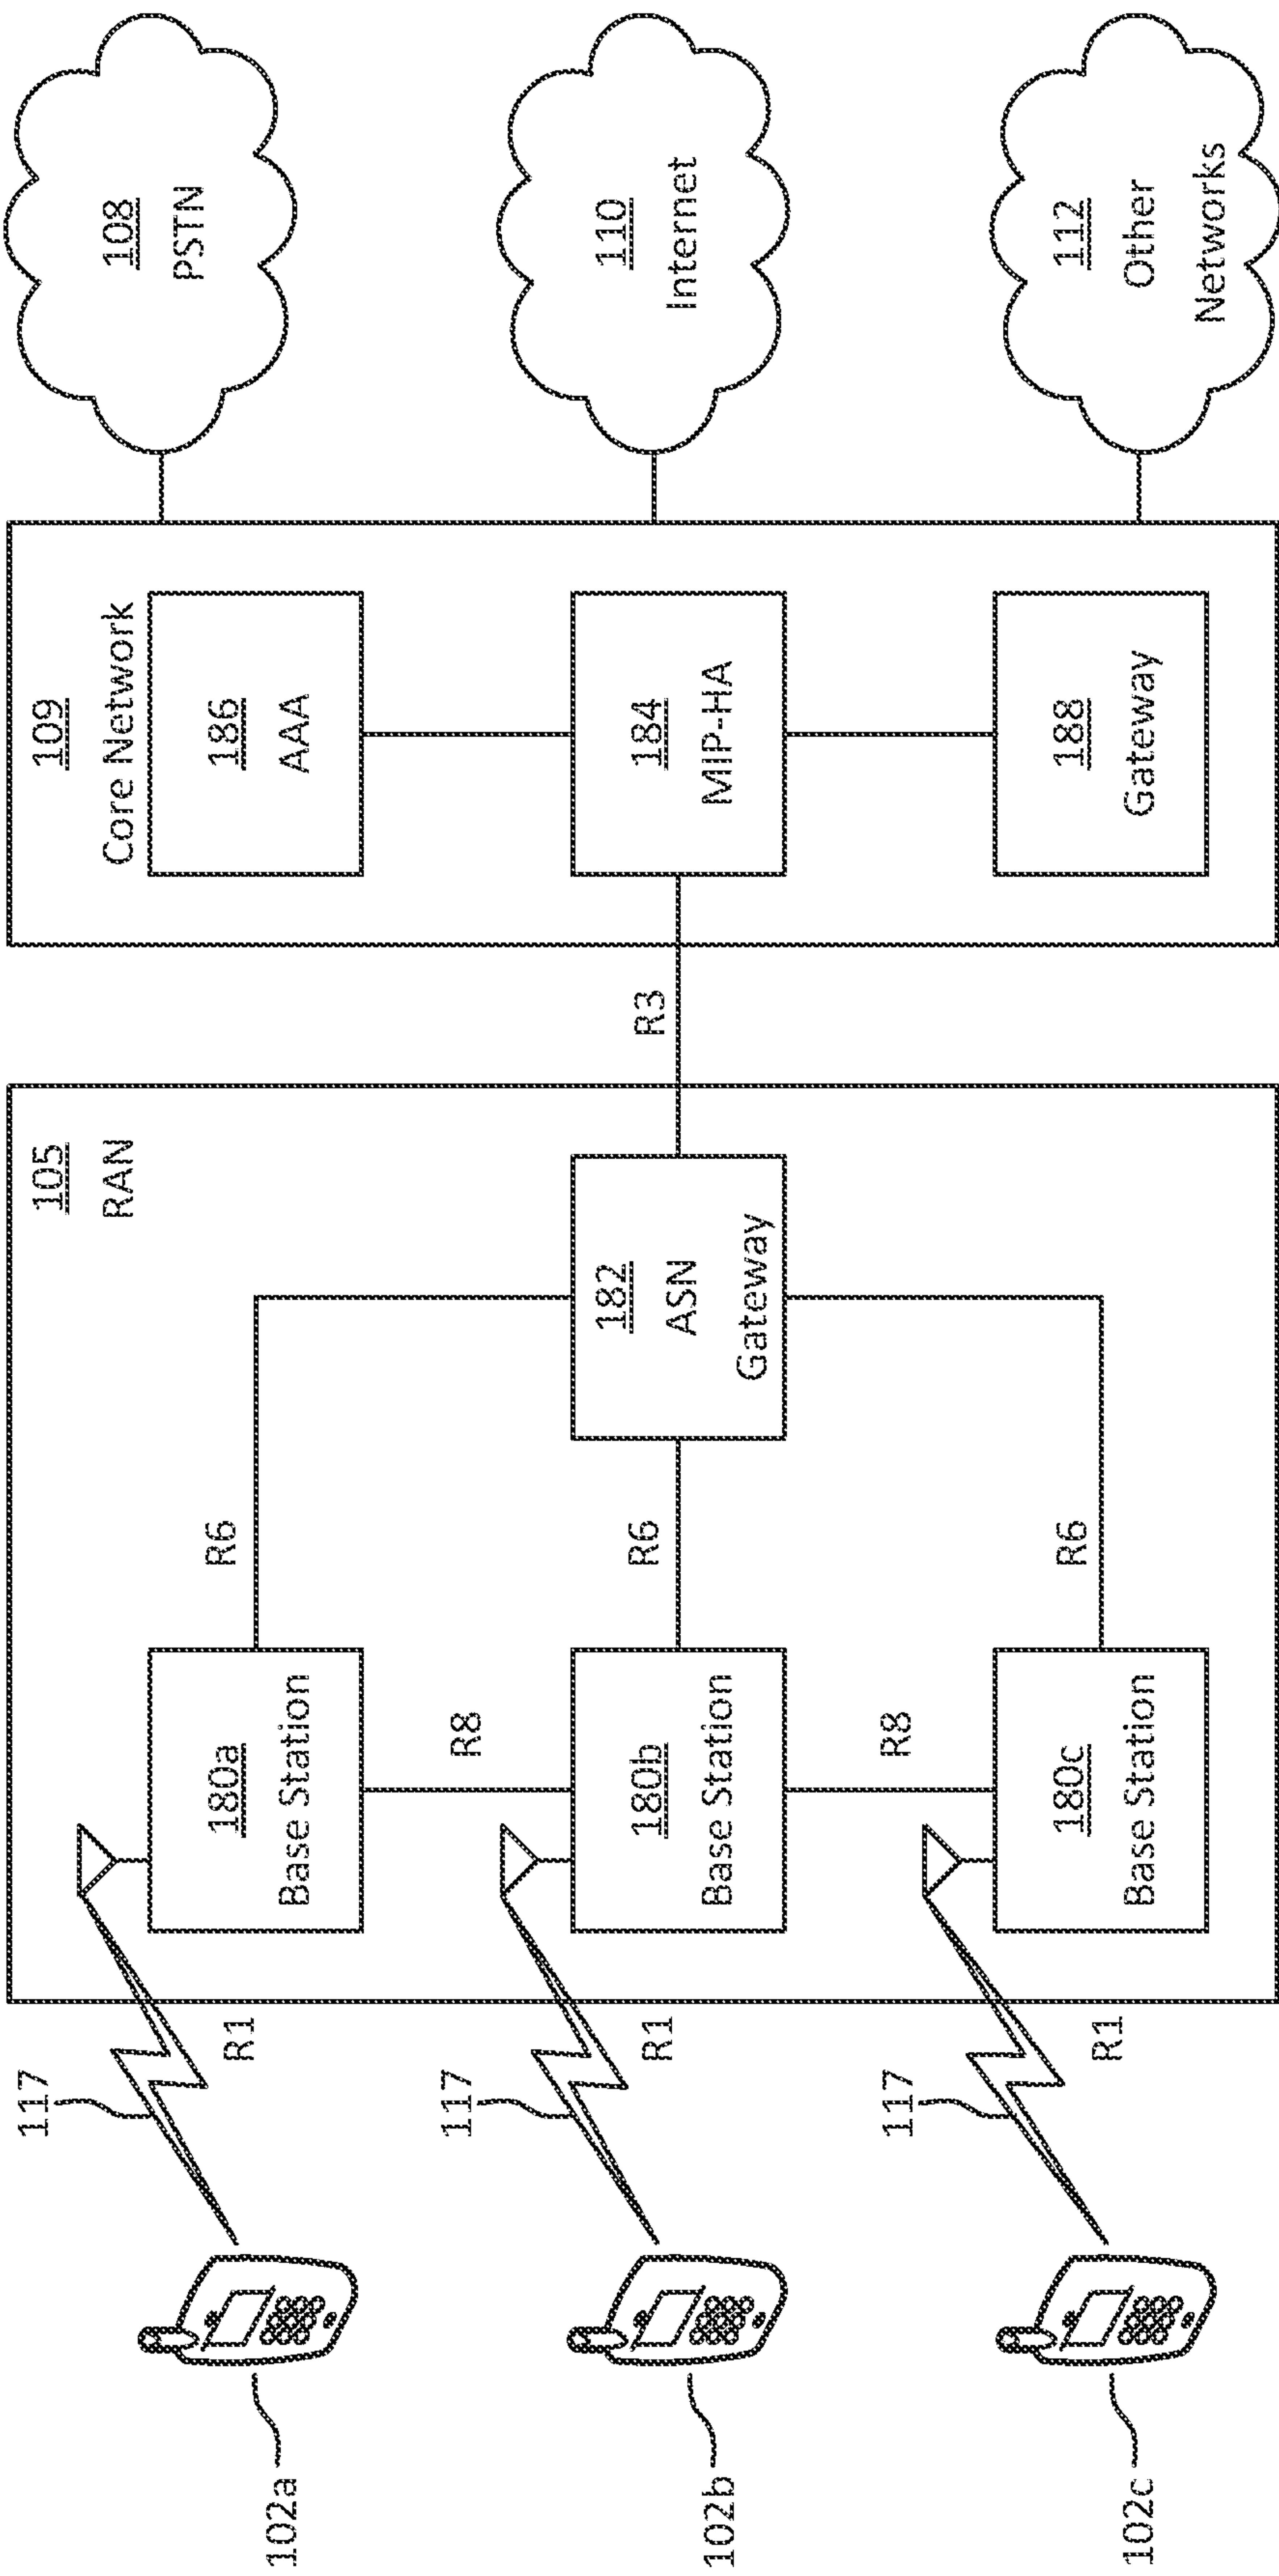 102a
117
R1
180a
Base Station
R6
R8
102b
117
R1
180b
Base Station
R6
R8
102c
117
R1
180c
Base Station
R6
105
RAN
182
ASN
Gateway
R3
109
Core Network
186
AAA
184
MIP-HA
188
Gateway
108
PSTN
110
Internet
112
Other
Networks